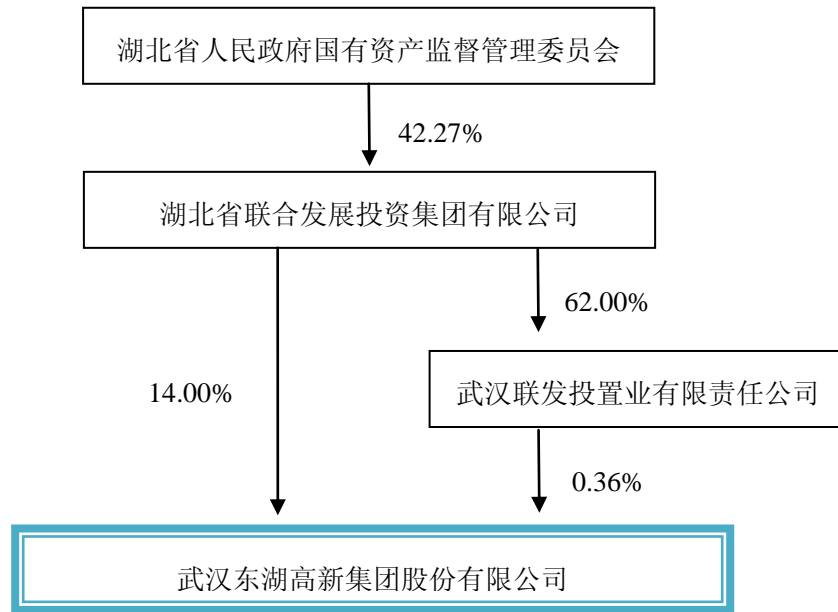 湖北省人民政府国有资产监督管理委员会
42.27%
湖北省联合发展投资集团有限公司
62.00%
14.00%
武汉联发投置业有限责任公司
0.36%
武汉东湖高新集团股份有限公司